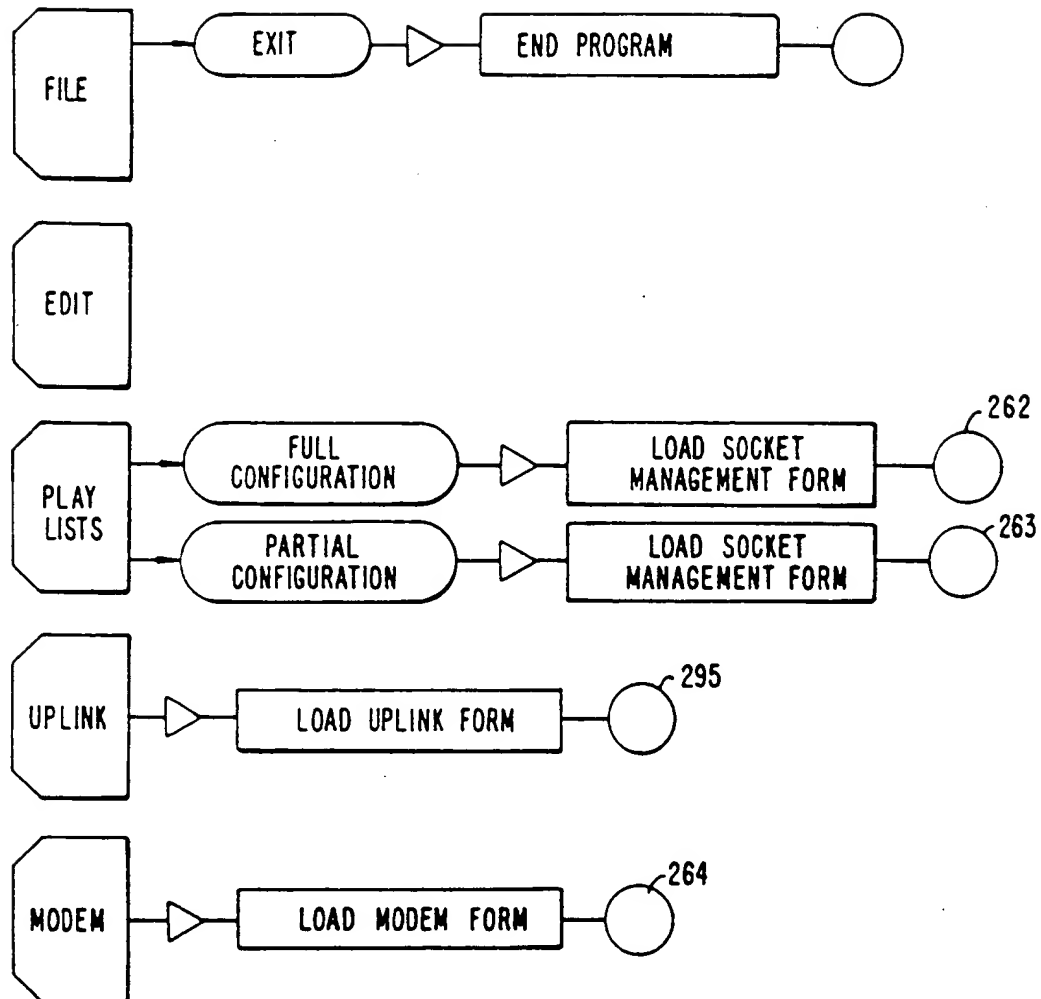 FILE
EXIT
END PROGRAM
EDIT
PLAY
LISTS
FULL
CONFIGURATION
LOAD SOCKET
MANAGEMENT FORM
262
PARTIAL
CONFIGURATION
LOAD SOCKET
MANAGEMENT FORM
263
UPLINK
LOAD UPLINK FORM
295
MODEM
LOAD MODEM FORM
264